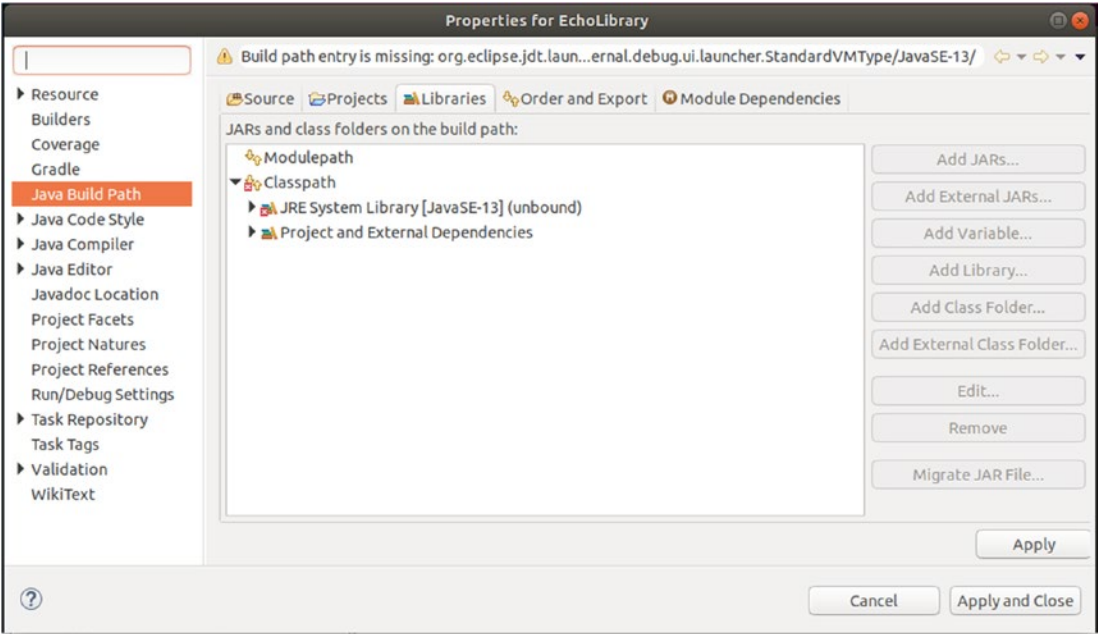 Properties for EchoLibrary
Build path entry is missing: org.eclipse.jdt.laun...ernal.debug.ui.launcher.StandardVMType/JavaSE-13/
Resource
Builders
Coverage
Gradle
Java Build Path
Java Code Style
Java Compiler
Java Editor
Javadoc Location
Project Facets
Project Natures
Project References
Run/Debug Settings
Task Repository
Task Tags
Validation
WikiText
Source Projects Libraries Order and Export Module Dependencies
JARs and class folders on the build path:
Modulepath
Classpath
JRE System Library [JavaSE-13] (unbound)
Project and External Dependencies
Add JARs...
Add External JARs...
Add Variable...
Add Library...
Add Class Folder...
Add External Class Folder...
Edit...
Remove
Migrate JAR File...
Apply
Cancel Apply and Close